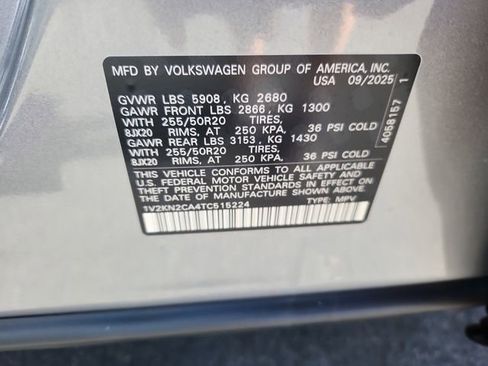 MFD BY VOLKSWAGEN GROUP OF AMERICA, INC.
USA 09/2025
GVWR LBS 5908, KG 2680
GAWR FRONT LBS 2866, KG 1300
WITH 255/50R20 TIRES,
8JX20 RIMS, AT 250 KPA, 36 PSI COLD
GAWR REAR LBS 3153, KG 1430
WITH 255/50R20 TIRES,
8JX20 RIMS, AT 250 KPA, 36 PSI COLD
THIS VEHICLE CONFORMS TO ALL APPLICABLE
U.S. FEDERAL MOTOR VEHICLE SAFETY AND
THEFT PREVENTION STANDARDS IN EFFECT ON
THE DATE OF MANUFACTURE SHOWN ABOVE.
1V2KN2CA4TC515224 TYPE: MPV
4058157 1